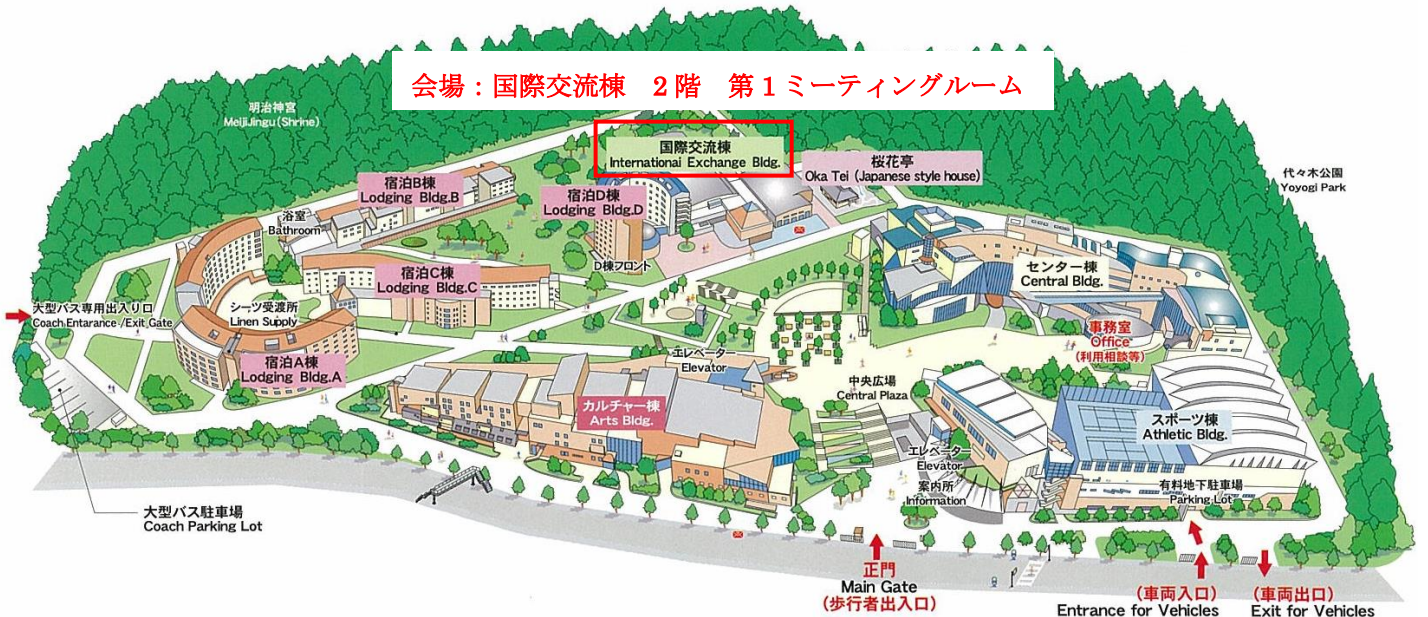 会場：国際交流棟　２階　第１ミーティングルーム
明治神宮
MeijiJingu(Shrine)
国際交流棟
Internationai Exchange Bldg.
桜花亭
Oka Tei (Japanese style house)
代々木公園
Yoyogi Park
宿泊B棟
Lodging Bldg.B
宿泊D棟
Lodging Bldg.D
浴室
Bathroom
D棟フロント
宿泊C棟
Lodging Bldg.C
センター棟
Central Bldg.
大型バス専用出入り口
Coach Entarance /Exit Gate
シーツ受渡所
Linen Supply
事務室
Office
(利用相談等)
宿泊A棟
Lodging Bldg.A
エレベーター
Elevator
中央広場
Central Plaza
カルチャー棟
Arts Bldg.
スポーツ棟
Athletic Bldg.
エレベーター
Elevator
案内所
Information
有料地下駐車場
Parking Lot
大型バス駐車場
Coach Parking Lot
正門
Main Gate
(歩行者出入口)
(車両入口)
Entrance for Vehicles
(車両出口)
Exit for Vehicles